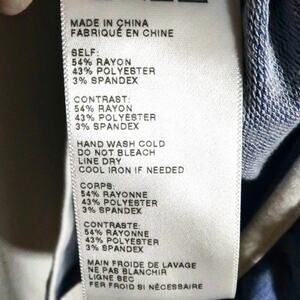 MADE IN CHINA
FABRIQUÉ EN CHINE
SELF:
54% RAYON
43% POLYESTER
3% SPANDEX
CONTRAST:
54% RAYON
43% POLYESTER
3% SPANDEX
HAND WASH COLD
DO NOT BLEACH
LINE DRY
COOL IRON IF NEEDED
CORPS:
54% RAYONNE
43% POLYESTER
3% SPANDEX
CONTRASTE:
54% RAYONNE
43% POLYESTER
3% SPANDEX
MAIN FROIDE DE LAVAGE
NE PAS BLANCHIR
LIGNE SEC
FER FROID SI NÉCESSAIRE